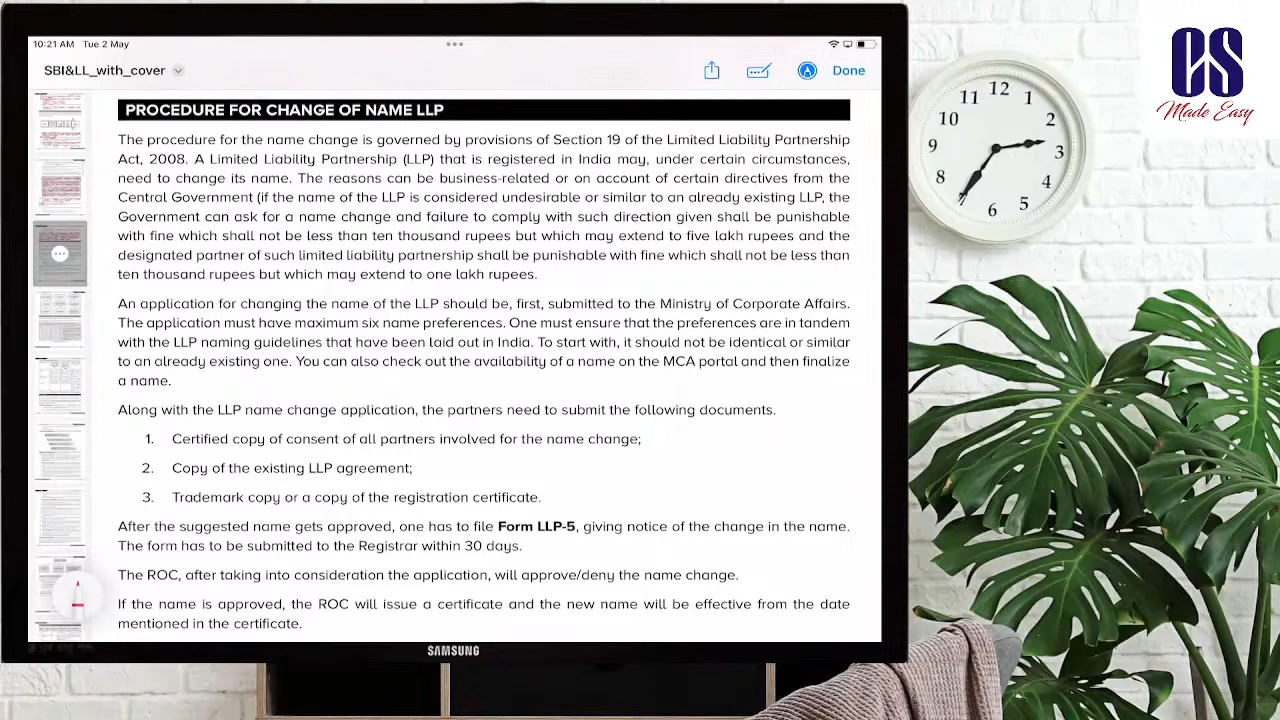 10:21 AM Tue 2 May
SBI&LL_with_cover
Done
PROCEDURE FOR CHANGE OF NAME LLP
The procedure of the name change is governed by provisions of Section 19 of the Limited Liability Partnership
Act, 2008. A Limited Liability Partnership (LLP) that is registered in India may, under certain circumstances,
need to change its name. The reasons can be business related or on account of certain directions from the
Central Government (if the name of the LLP is considered undesirable or similar to an already existing LLP, the
Government can direct for a name change and failure to comply with such direction given shall be punishable
with fine which shall not be less than ten thousand rupees but which may extend to five lakh rupees and the
designated partner of such limited liability partnership shall be punishable with fine which shall not be less than
ten thousand rupees but which may extend to one lakh rupees.
An application for changing the name of the LLP should be first, submitted to the Ministry of Corporate Affairs.
The application can have names in six name preferences. One must note that the preferences are in tandem
with the LLP naming guidelines that have been laid out in India. To start with, it should not be identical or similar
to an already existing one. You can also check out the availability of the name on the MCA portal and then finalise
a name.
Along with the LLP name change application, the partners need to submit the following documents.
Certified copy of consent of all partners involved in the name change;
Copy of the existing LLP agreement;
3. Trademark copy or a copy of the registration certificate.
After the suggested name gets approved, LLP has to file Form LLP-5, giving notice of the change in the name.
The form has to be submitted to the Registrar within 30 days.
The ROC, after taking into consideration the application, will approve/deny the name change.
If the name is approved, the ROC will issue a certificate and the new name will be effective from the date
mentioned in the certificate.
SAMSUNG
CS
Made Easy
12
1
2
3
4
5
6
7
8
9
10
11